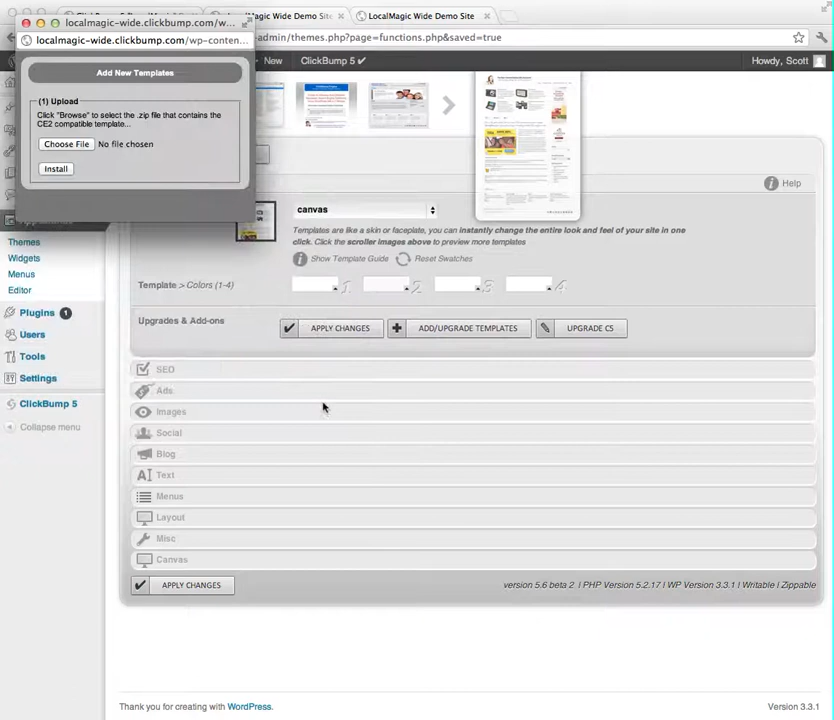 localmagic-wide.clickbump.com/w...
localMagic Wide Demo Site
LocalMagic Wide Demo Site
localmagic-wide.clickbump.com/wp-conten...
admin/themes.php?page=functions.php&saved=true
New
ClickBump 5 ✔
Howdy, Scott
Add New Templates
(1) Upload
Click "Browse" to select the .zip file that contains the
CE2 compatible template...
Choose File No file chosen
Install
Help
canvas
Templates are like a skin or faceplate, you can instantly change the entire look and feel of your site in one
click. Click the scroller images above to preview more templates
Show Template Guide Reset Swatches
Template > Colors (1-4)
1 2 3 4
Upgrades & Add-ons
APPLY CHANGES
ADD/UPGRADE TEMPLATES
UPGRADE C5
Themes
Widgets
Menus
Editor
Plugins 1
Users
Tools
Settings
ClickBump 5
Collapse menu
SEO
Ads
Images
Social
Blog
Text
Menus
Layout
Misc
Canvas
APPLY CHANGES
version 5.6 beta 2 | PHP Version 5.2.17 | WP Version 3.3.1 | Writable | Zippable
Thank you for creating with WordPress.
Version 3.3.1